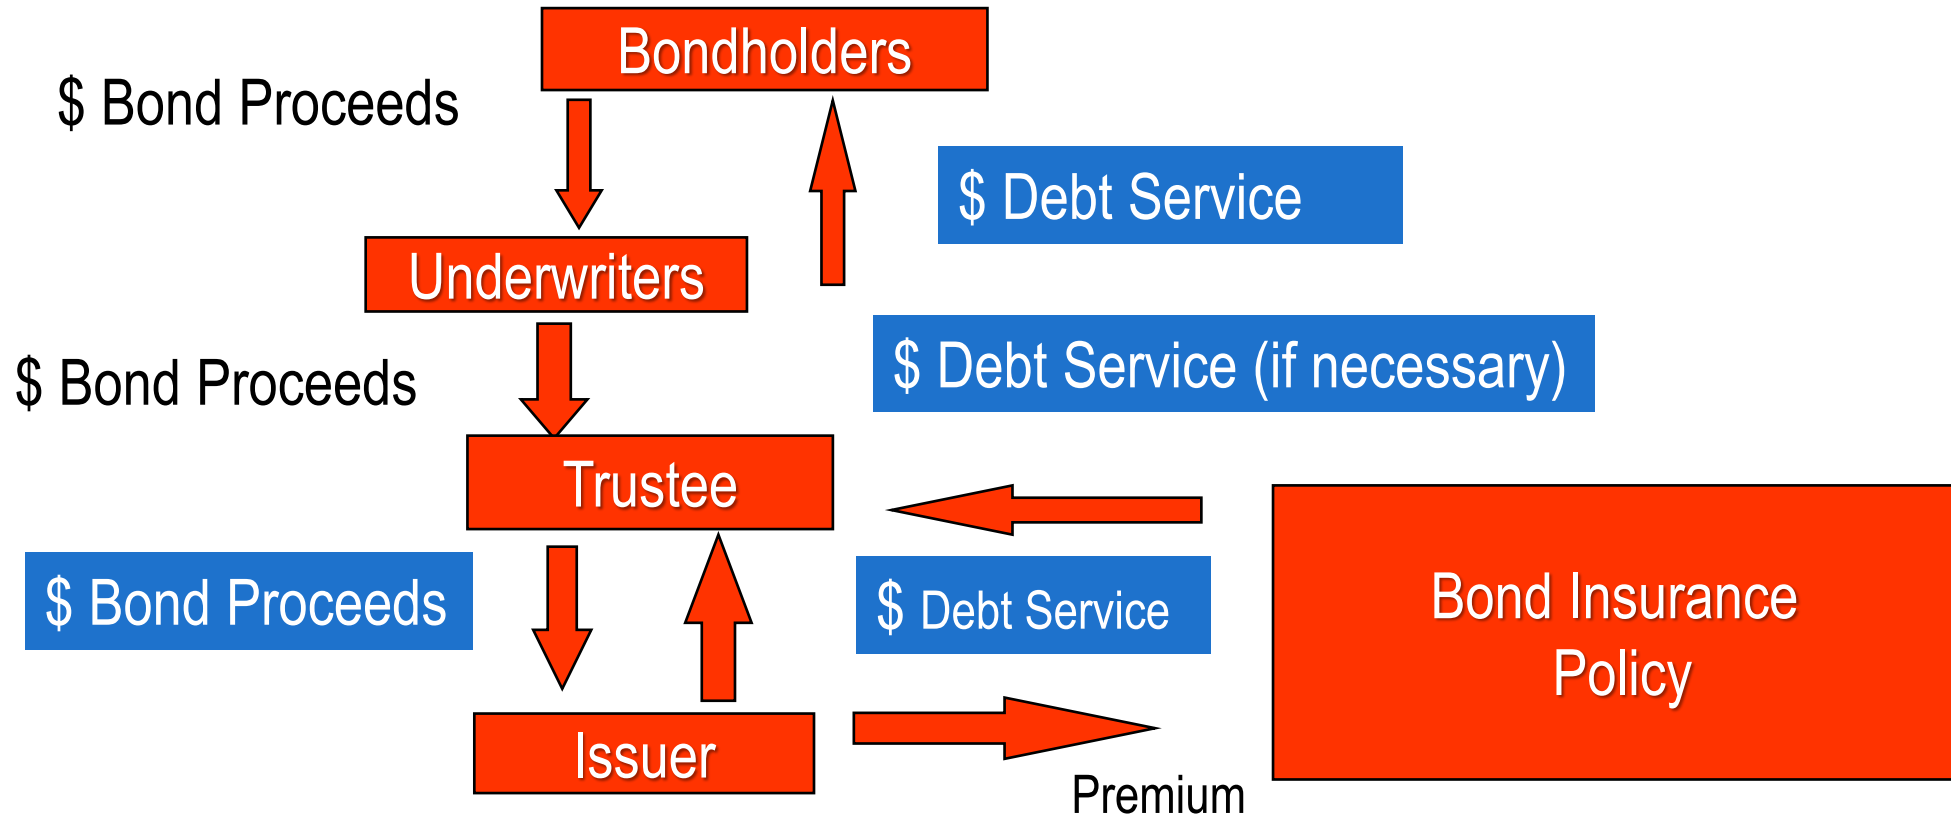 Bondholders
$ Bond Proceeds
$ Debt Service
Underwriters
$ Debt Service (if necessary)
$ Bond Proceeds
Trustee
$ Bond Proceeds
$ Debt Service
Bond Insurance
Policy
Issuer
Premium